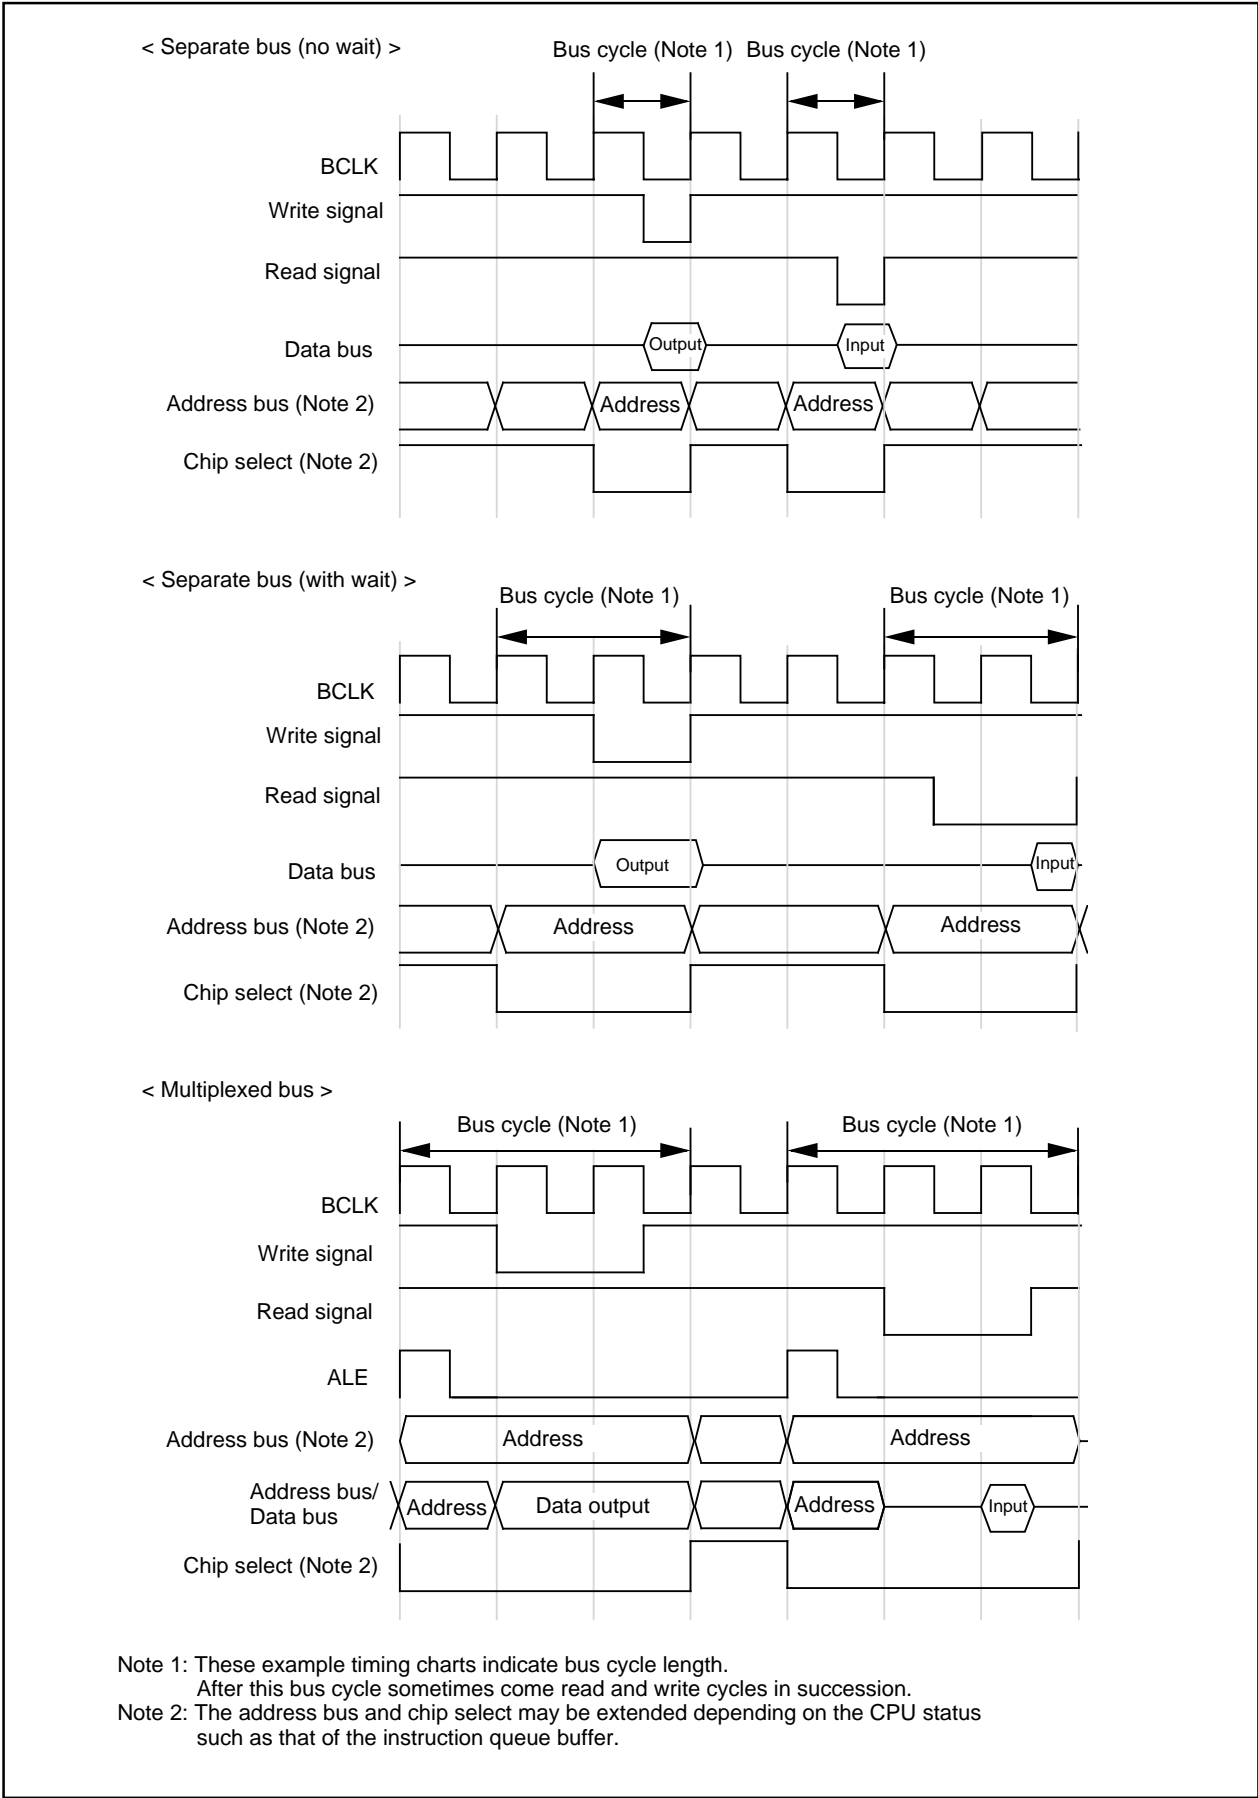 < Separate bus (no wait) >
Bus cycle (Note 1) Bus cycle (Note 1)
BCLK
Write signal
Read signal
Data bus
Output
Input
Address bus (Note 2)
Address
Address
Chip select (Note 2)
< Separate bus (with wait) >
Bus cycle (Note 1)
Bus cycle (Note 1)
BCLK
Write signal
Read signal
Data bus
Output
Input
Address bus (Note 2)
Address
Address
Chip select (Note 2)
< Multiplexed bus >
Bus cycle (Note 1)
Bus cycle (Note 1)
BCLK
Write signal
Read signal
ALE
Address bus (Note 2)
Address
Address
Address bus/
Data bus
Address
Data output
Address
Input
Chip select (Note 2)
Note 1: These example timing charts indicate bus cycle length.
After this bus cycle sometimes come read and write cycles in succession.
Note 2: The address bus and chip select may be extended depending on the CPU status
such as that of the instruction queue buffer.